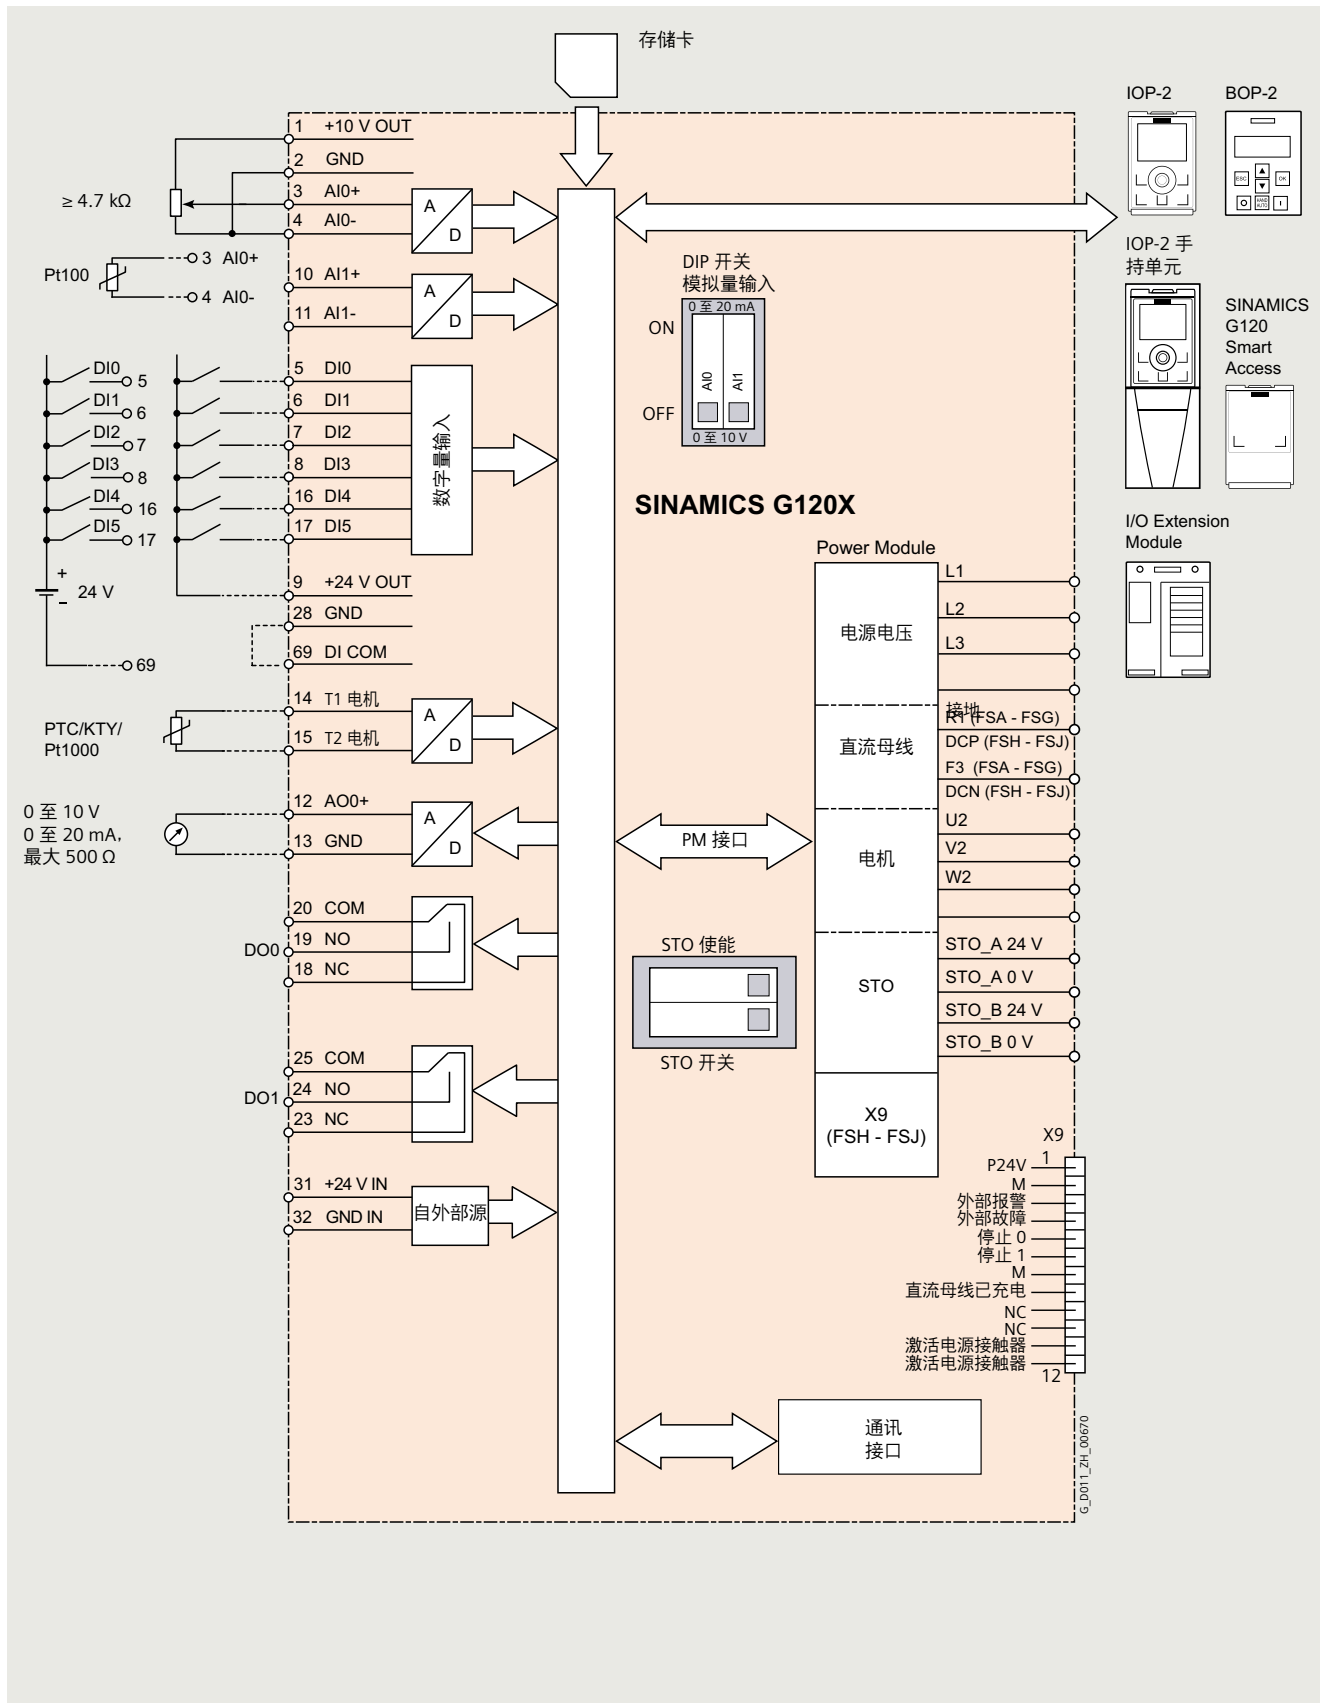 存储卡
IOP-2
BOP-2
1 +10 V OUT
2 GND
3 AI0+
4 AI0-
≥ 4.7 kΩ
A
D
Pt100
3 AI0+
4 AI0-
10 AI1+
11 AI1-
A
D
DIP 开关
模拟量输入
0 至 20 mA
ON
AI0
AI1
OFF
0 至 10 V
IOP-2 手
持单元
SINAMICS
G120
Smart
Access
ESC
OK
HAND
AUTO
DI0
5
DI1
6
DI2
7
DI3
8
DI4
16
DI5
17
5 DI0
6 DI1
7 DI2
8 DI3
16 DI4
17 DI5
数字量输入
SINAMICS G120X
I/O Extension
Module
+
24 V
–
69
9 +24 V OUT
28 GND
69 DI COM
14 T1 电机
15 T2 电机
PTC/KTY/
Pt1000
A
D
0 至 10 V
0 至 20 mA,
最大 500 Ω
12 AO0+
13 GND
A
D
PM 接口
Power Module
电源电压
L1
L2
L3
接地
直流母线
R1 (FSA - FSG)
DCP (FSH - FSJ)
F3 (FSA - FSG)
DCN (FSH - FSJ)
电机
U2
V2
W2
STO
STO_A 24 V
STO_A 0 V
STO_B 24 V
STO_B 0 V
X9
(FSH - FSJ)
DO0
20 COM
19 NO
18 NC
STO 使能
STO 开关
DO1
25 COM
24 NO
23 NC
31 +24 V IN
32 GND IN
自外部源
X9
1
P24V
M
外部报警
外部故障
停止 0
停止 1
M
直流母线已充电
NC
NC
激活电源接触器
激活电源接触器
12
通讯
接口
G_D011_ZH_00670